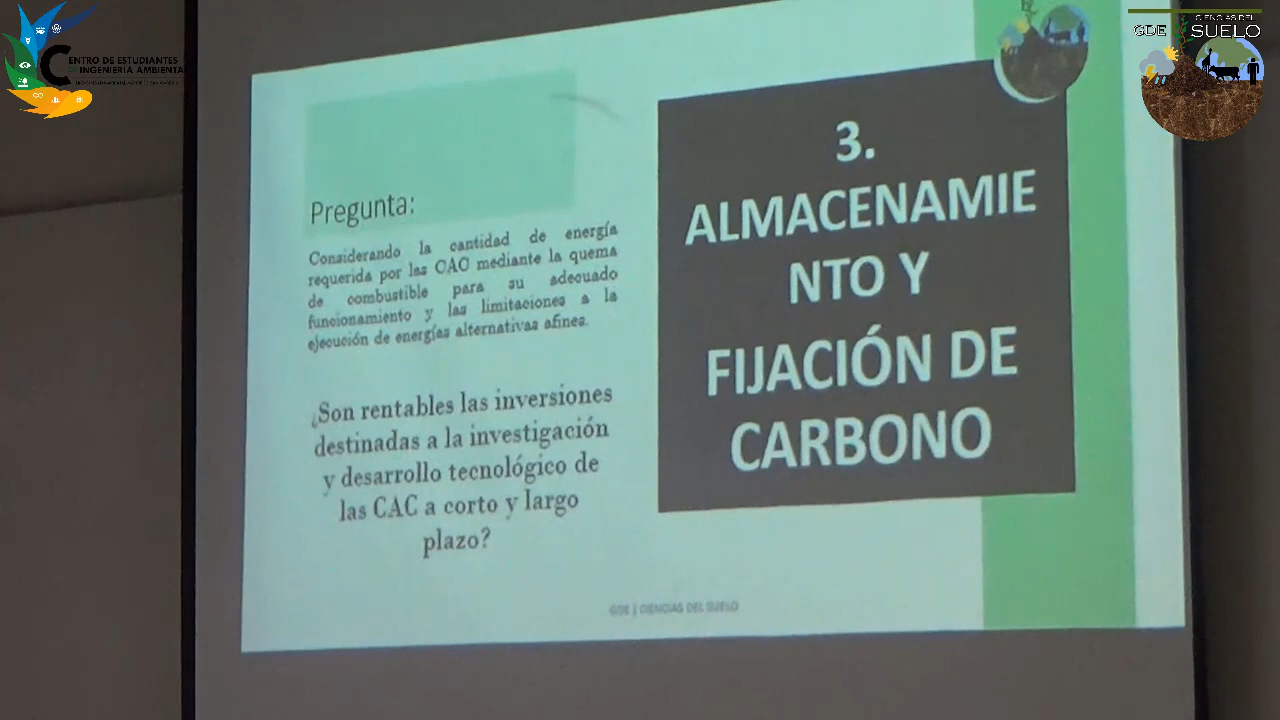 CENTRO DE ESTUDIANTES
INGENIERÍA AMBIENTAL
GDE
CIENCIAS DEL
SUELO
Pregunta:
Considerando la cantidad de energía
requerida por las CAC mediante la quema
de combustible para su adecuado
funcionamiento y las limitaciones a la
ejecución de energías alternativas afines.
¿Son rentables las inversiones
destinadas a la investigación
y desarrollo tecnológico de
las CAC a corto y largo
plazo?
3.
ALMACENAMIE
NTO Y
FIJACIÓN DE
CARBONO
GDE | CIENCIAS DEL SUELO